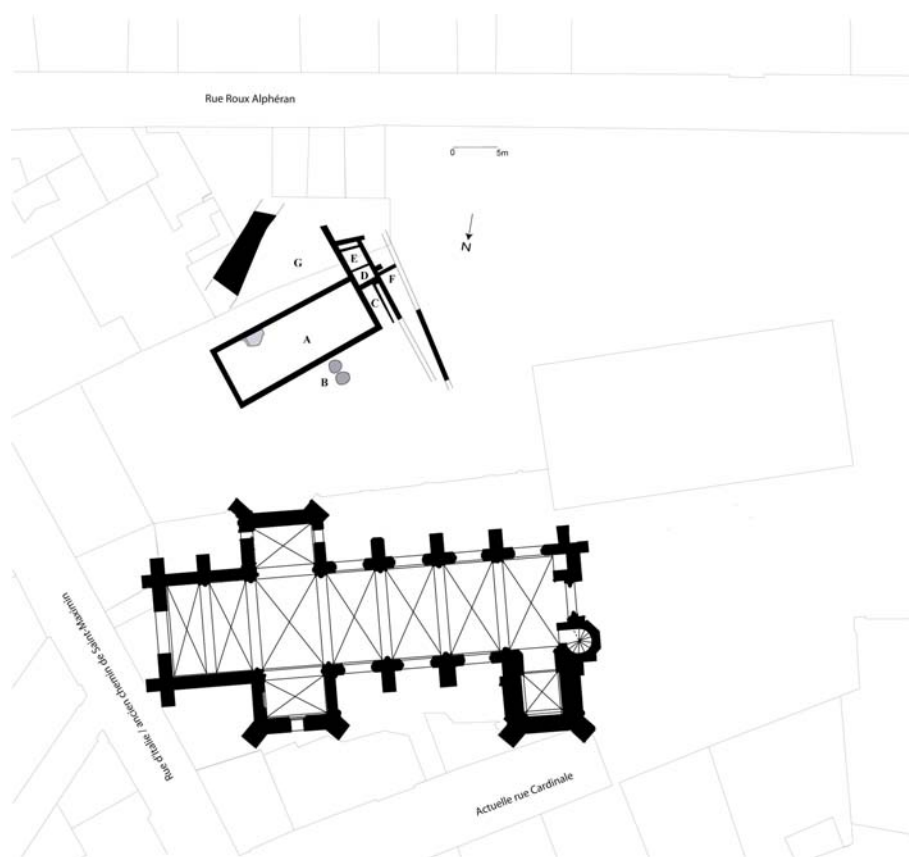 Rue Roux Alphéran
0 5m
N
E
G
D
F
C
A
B
Rue d'Italie / ancien chemin de Saint-Maximin
Actuelle rue Cardinale